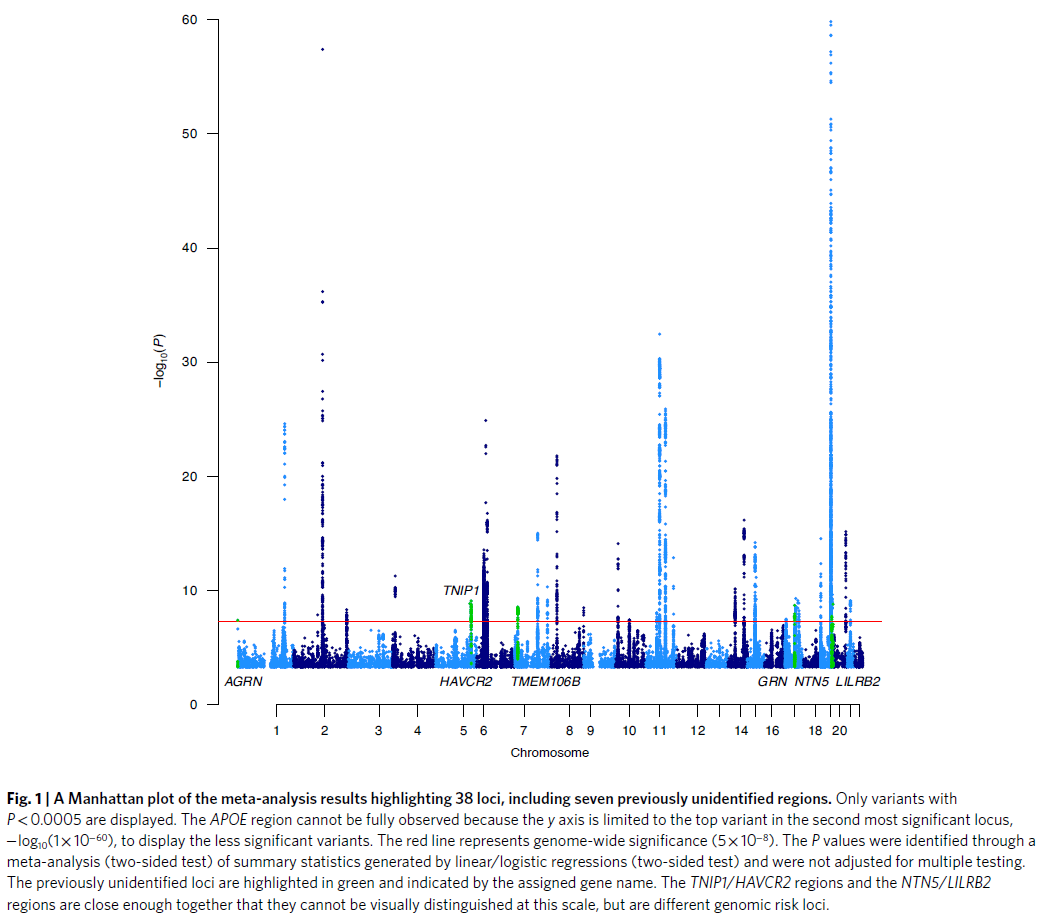 60
50
40
30
20
10
0
−log10(P)
TNIP1
AGRN
HAVCR2
TMEM106B
GRN
NTN5
LILRB2
1 2 3 4 5 6 7 8 9 10 11 12 14 16 18 20
Chromosome
Fig. 1 | A Manhattan plot of the meta-analysis results highlighting 38 loci, including seven previously unidentified regions. Only variants with
P < 0.0005 are displayed. The APOE region cannot be fully observed because the y axis is limited to the top variant in the second most significant locus,
−log10(1 × 10−60), to display the less significant variants. The red line represents genome-wide significance (5 × 10−8). The P values were identified through a
meta-analysis (two-sided test) of summary statistics generated by linear/logistic regressions (two-sided test) and were not adjusted for multiple testing.
The previously unidentified loci are highlighted in green and indicated by the assigned gene name. The TNIP1/HAVCR2 regions and the NTN5/LILRB2
regions are close enough together that they cannot be visually distinguished at this scale, but are different genomic risk loci.